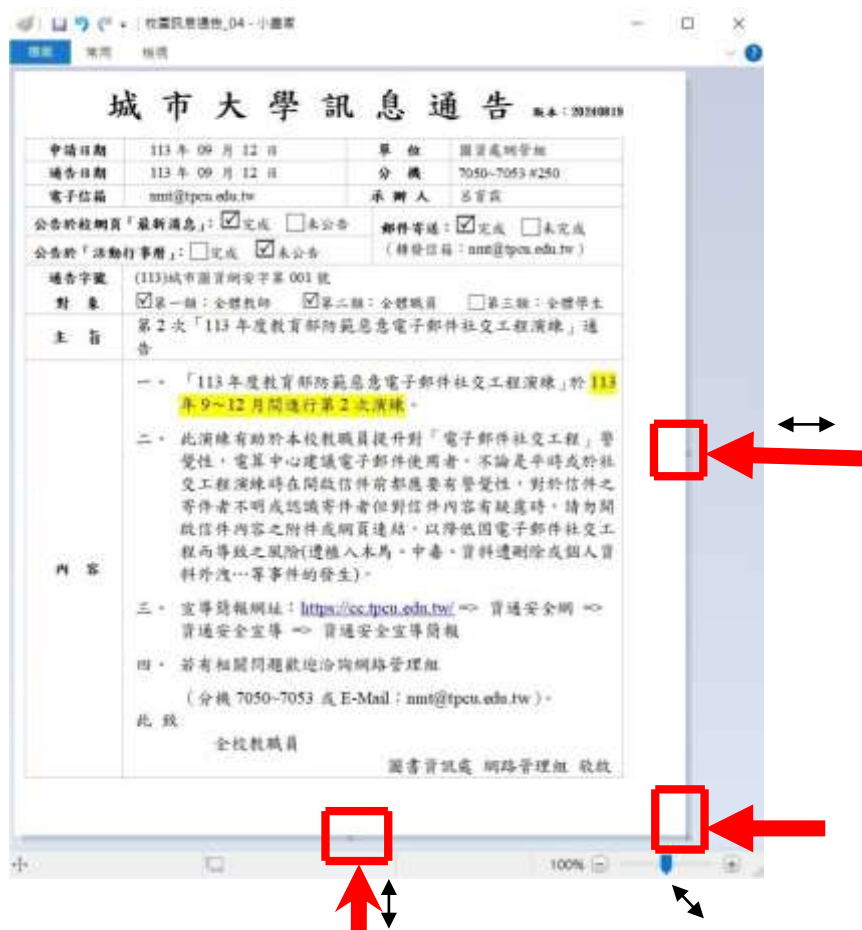 校園訊息通告_04 - 小畫家
檔案 常用 檢視
城市大學訊息通告 版本：20240819
申請日期 113 年 09 月 12 日 單位 圖資處網管組
通告日期 113 年 09 月 12 日 分機 7050~7053 #250
電子信箱 nmt@tpcu.edu.tw 承辦人
公告於校網頁「最新消息」：☑完成 □未公告 郵件寄送：☑完成 □未完成
公告於「活動行事曆」：□完成 ☑未公告 （轉發信箱：nmt@tpcu.edu.tw）
通告字號 (113)城市圖資網安字第 001 號
對象 ☑第一類：全體教師 ☑第二類：全體職員 □第三類：全體學生
主旨 第 2 次「113 年度教育部防範惡意電子郵件社交工程演練」通
告
一、 「113 年度教育部防範惡意電子郵件社交工程演練」於 113
年 9~12 月間進行第 2 次演練。
二、 此演練有助於本校教職員提升對「電子郵件社交工程」警
覺性，電算中心建議電子郵件使用者，不論是平時或於社
交工程演練時在開啟信件前都應要有警覺性，對於信件之
寄件者不明或認識寄件者但對信件內容有疑慮時，請勿開
啟信件內容之附件或網頁連結，以降低因電子郵件社交工
程而導致之風險(遭植入木馬、中毒、資料遭刪除或個人資
內容 料外洩…等事件的發生)。
三、 宣導簡報網址：https://cc.tpcu.edu.tw/ => 資通安全網 =>
資通安全宣導 => 資通安全宣導簡報
四、 若有相關問題歡迎洽詢網路管理組
（分機 7050~7053 或 E-Mail：nmt@tpcu.edu.tw）。
此 致
全校教職員
圖書資訊處 網路管理組 敬啟
100%